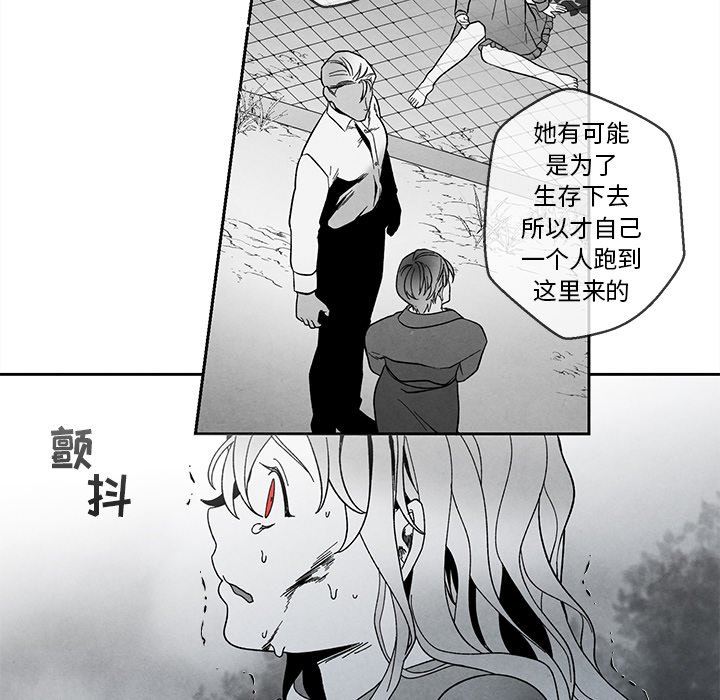 她有可能
是为了
生存下去
所以才自己
一个人跑到
这里来的
颤
抖